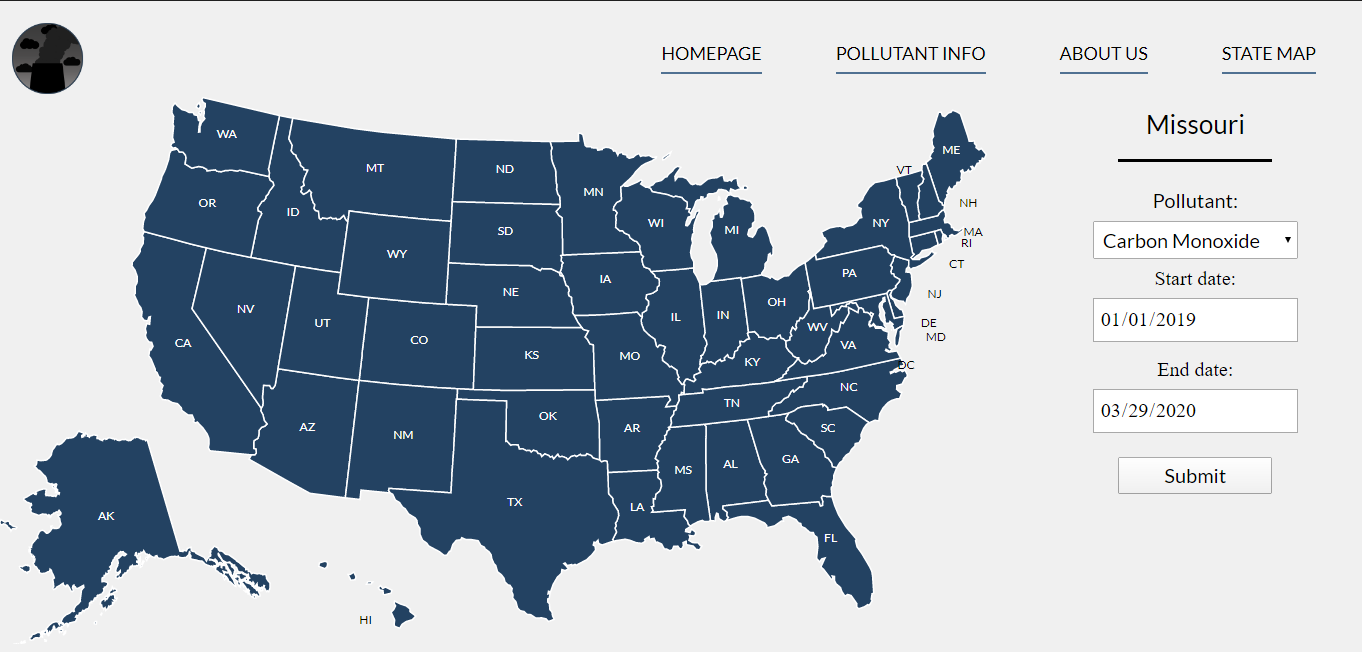 HOMEPAGE
POLLUTANT INFO
ABOUT US
STATE MAP
Missouri
Pollutant:
Carbon Monoxide
Start date:
01/01/2019
End date:
03/29/2020
Submit
WA
MT
ND
MN
ME
VT
OR
ID
SD
WI
MI
NY
NH
MA
RI
WY
CT
NE
IA
PA
NJ
NV
UT
CO
IL
IN
OH
WV
DE
MD
CA
KS
MO
KY
VA
DC
AZ
NM
OK
AR
TN
NC
SC
MS
AL
GA
TX
LA
AK
FL
HI